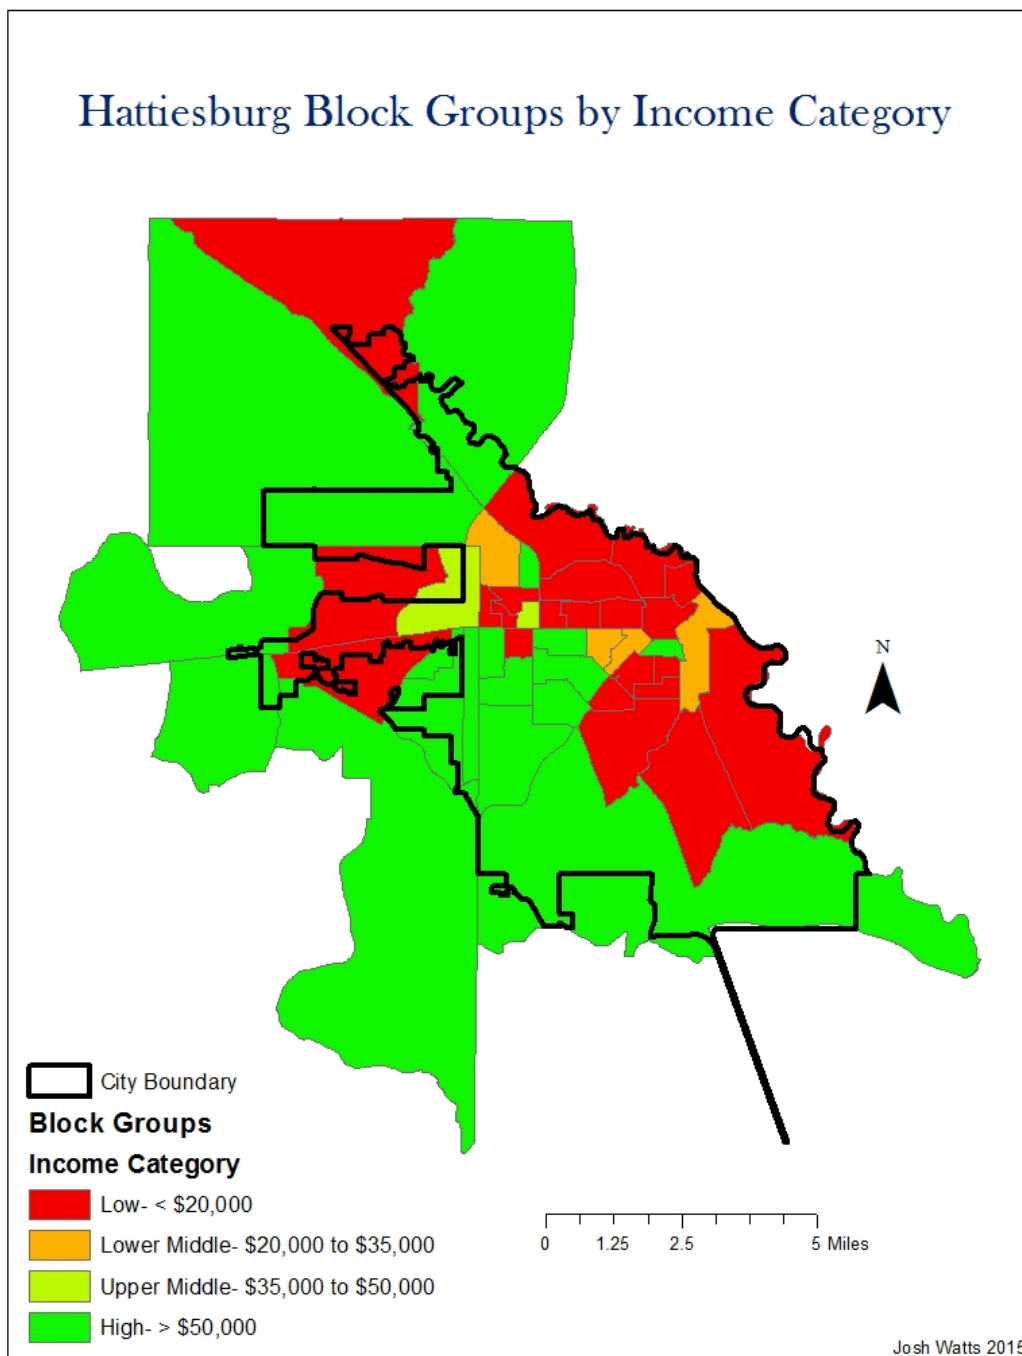 Hattiesburg Block Groups by Income Category
N
City Boundary
Block Groups
Income Category
Low- < $20,000
Lower Middle- $20,000 to $35,000
Upper Middle- $35,000 to $50,000
High- > $50,000
0 1.25 2.5 5 Miles
Josh Watts 2015